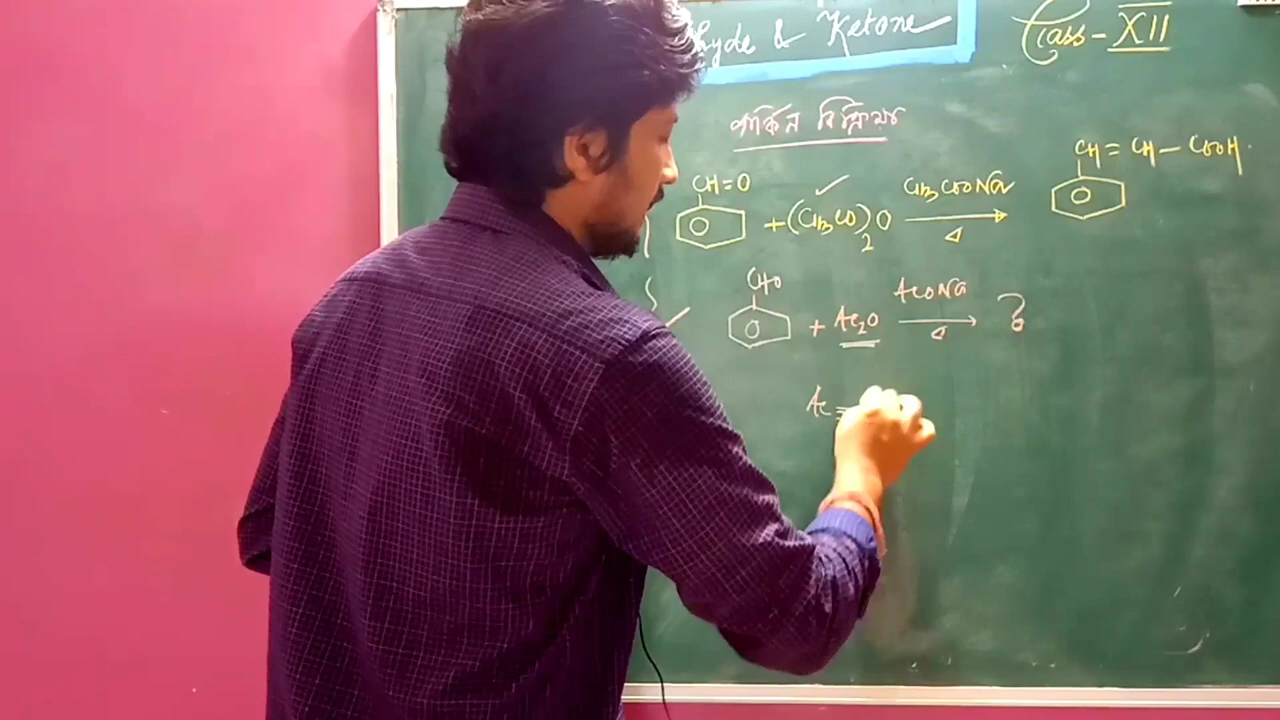 hyde & Ketone
Class - XII
পার্কিন বিক্রিয়া
CH=O + (CH3CO)2O CH3COONa Δ → CH = CH - COOH
CHO + Ac2O AcONa Δ → ?
Ac =